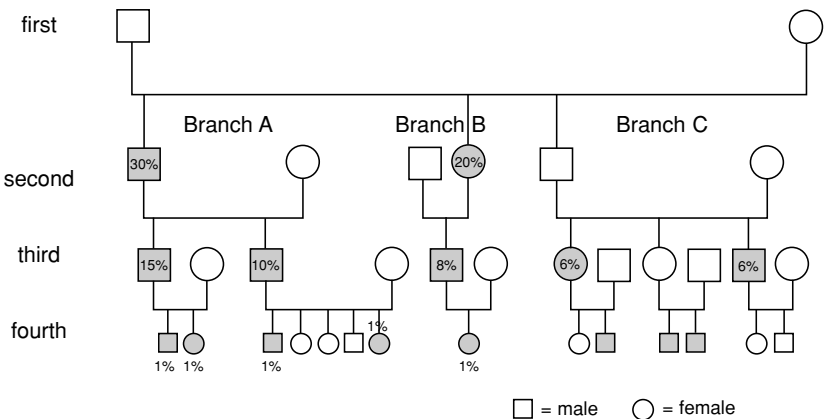 first
Branch A Branch B Branch C
30% 20%
second
third
15% 10% 8% 6% 6%
1%
fourth
1% 1% 1% 1%
= male = female